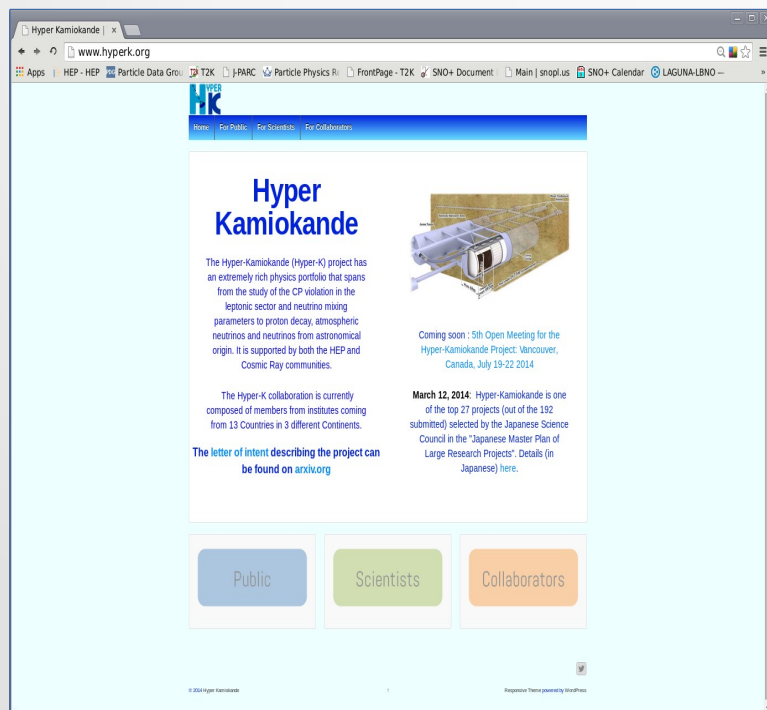 Hyper Kamiokande |
www.hyperk.org
Apps HEP - HEP Particle Data Grou T2K J-PARC Particle Physics R FrontPage - T2K SNO+ Document Main | snopl.us SNO+ Calendar LAGUNA-LBNO — »
HYPER
HK
Home For Public For Scientists For Collaborators
Hyper
Kamiokande
The Hyper-Kamiokande (Hyper-K) project has
an extremely rich physics portfolio that spans
from the study of the CP violation in the
leptonic sector and neutrino mixing
parameters to proton decay, atmospheric
neutrinos and neutrinos from astronomical
origin. It is supported by both the HEP and
Cosmic Ray communities.
The Hyper-K collaboration is currently
composed of members from institutes coming
from 13 Countries in 3 different Continents.
The letter of intent describing the project can
be found on arxiv.org
Coming soon : 5th Open Meeting for the
Hyper-Kamiokande Project: Vancouver,
Canada, July 19-22 2014
March 12, 2014: Hyper-Kamiokande is one
of the top 27 projects (out of the 192
submitted) selected by the Japanese Science
Council in the "Japanese Master Plan of
Large Research Projects". Details (in
Japanese) here.
Public Scientists Collaborators
© 2014 Hyper Kamiokande
Responsive Theme powered by WordPress